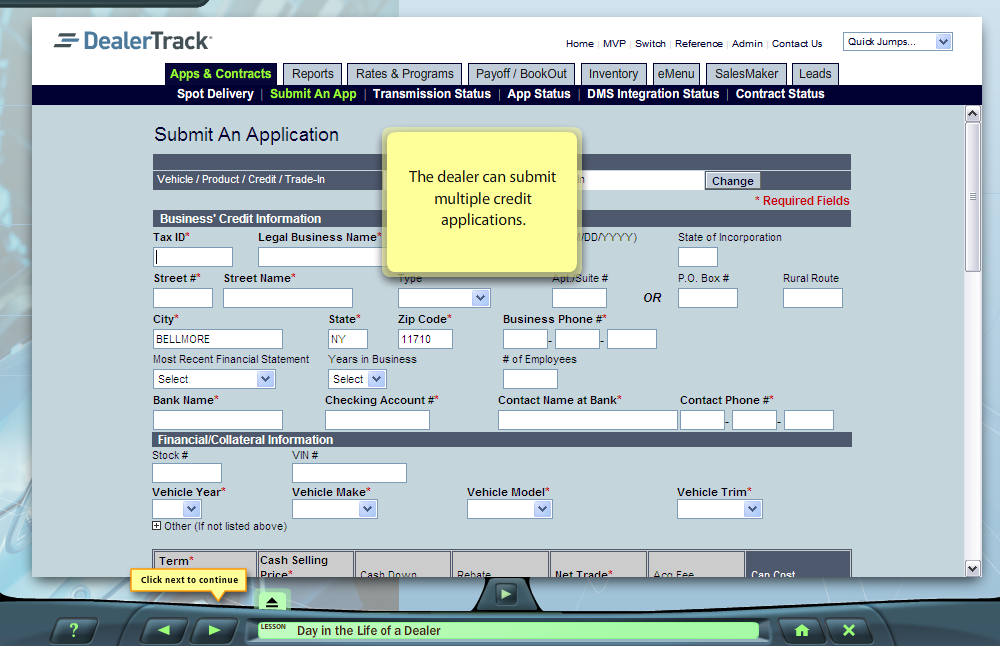 DealerTrack
Home | MVP | Switch | Reference | Admin | Contact Us
Quick Jumps...
Apps & Contracts Reports Rates & Programs Payoff / BookOut Inventory eMenu SalesMaker Leads
Spot Delivery | Submit An App | Transmission Status | App Status | DMS Integration Status | Contract Status
Submit An Application
The dealer can submit
multiple credit
applications.
Vehicle / Product / Credit / Trade-In
Change
* Required Fields
Business' Credit Information
Tax ID* Legal Business Name* /DD/YYYY) State of Incorporation
Street #* Street Name* Type Apt./Suite # OR P.O. Box # Rural Route
City* State* Zip Code* Business Phone #*
BELLMORE NY 11710 - -
Most Recent Financial Statement Years in Business # of Employees
Select Select
Bank Name* Checking Account #* Contact Name at Bank* Contact Phone #*
- -
Financial/Collateral Information
Stock # VIN #
Vehicle Year* Vehicle Make* Vehicle Model* Vehicle Trim*
Other (If not listed above)
Term* Cash Selling
Price* Cash Down Rebate Net Trade* Acq Fee Cap Cost
Click next to continue
? LESSON Day in the Life of a Dealer